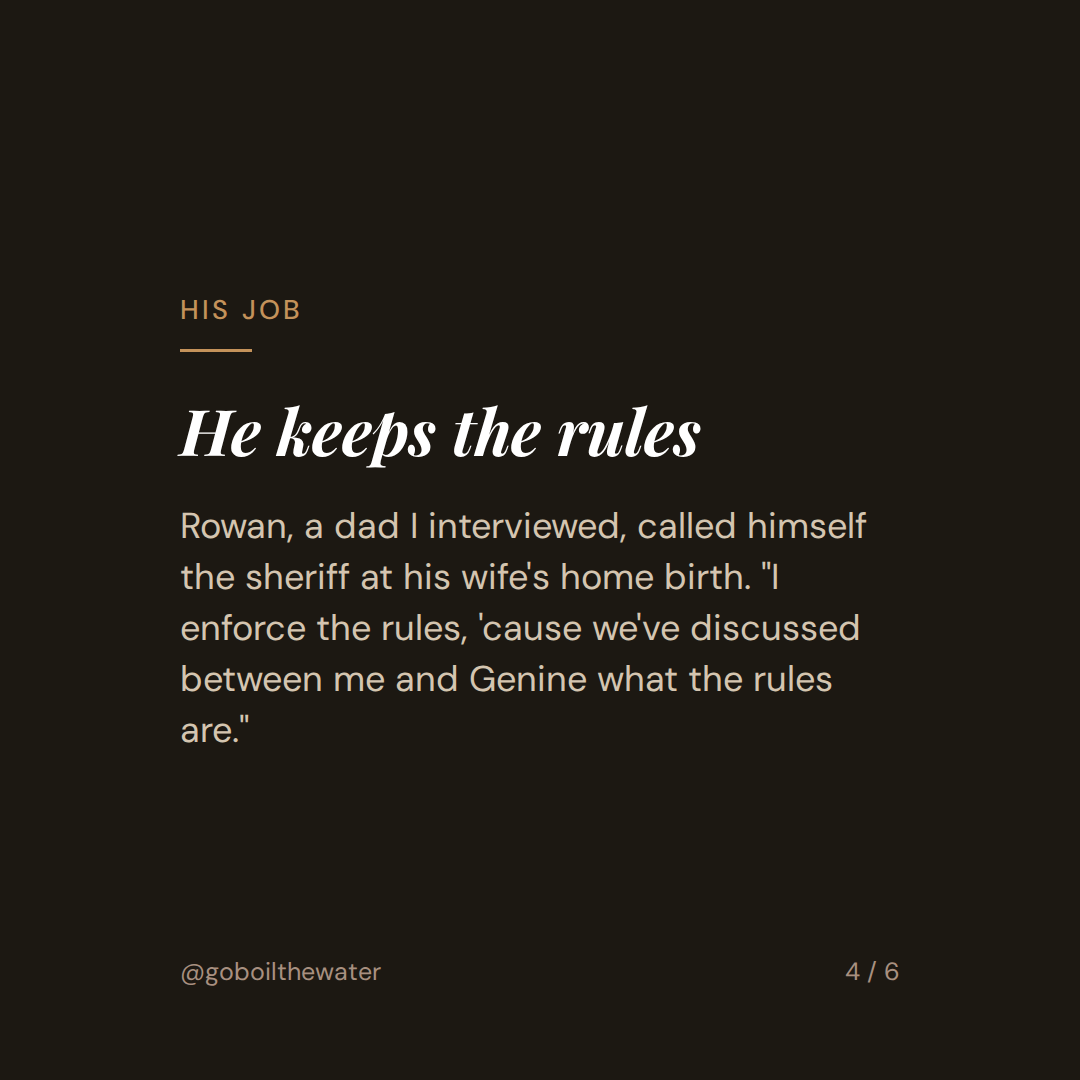 HIS JOB
He keeps the rules
Rowan, a dad I interviewed, called himself
the sheriff at his wife's home birth. "I
enforce the rules, 'cause we've discussed
between me and Genine what the rules
are."
@goboilthewater
4 / 6